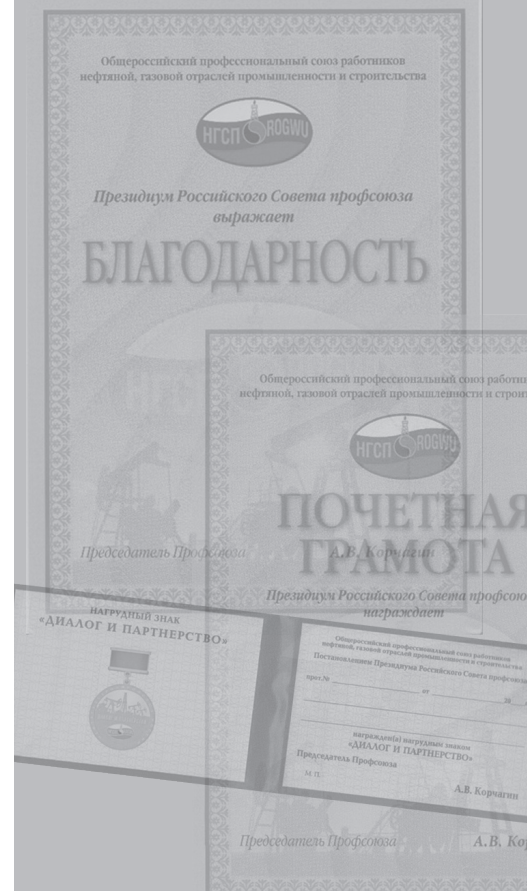 Общероссийский профессиональный союз работников
нефтяной, газовой отраслей промышленности и строительства
НГСП ROGWU
Президиум Российского Совета профсоюза
выражает
БЛАГОДАРНОСТЬ
Председатель Профсоюза А.В. Корчагин
Общероссийский профессиональный союз работни
нефтяной, газовой отраслей промышленности и строит
НГСП ROGWU
ПОЧЕТНАЯ
ГРАМОТА
Президиум Российского Совета профсою
награждает
Председатель Профсоюза А.В. Кор
НАГРУДНЫЙ ЗНАК
«ДИАЛОГ И ПАРТНЕРСТВО»
Общероссийский профессиональный союз работников
нефтяной, газовой отраслей промышленности и строительства
Постановлением Президиума Российского Совета профсоюза
прот.№ от 20
награжден(а) нагрудным знаком
«ДИАЛОГ И ПАРТНЕРСТВО»
Председатель Профсоюза
М. П.
А.В. Корчагин